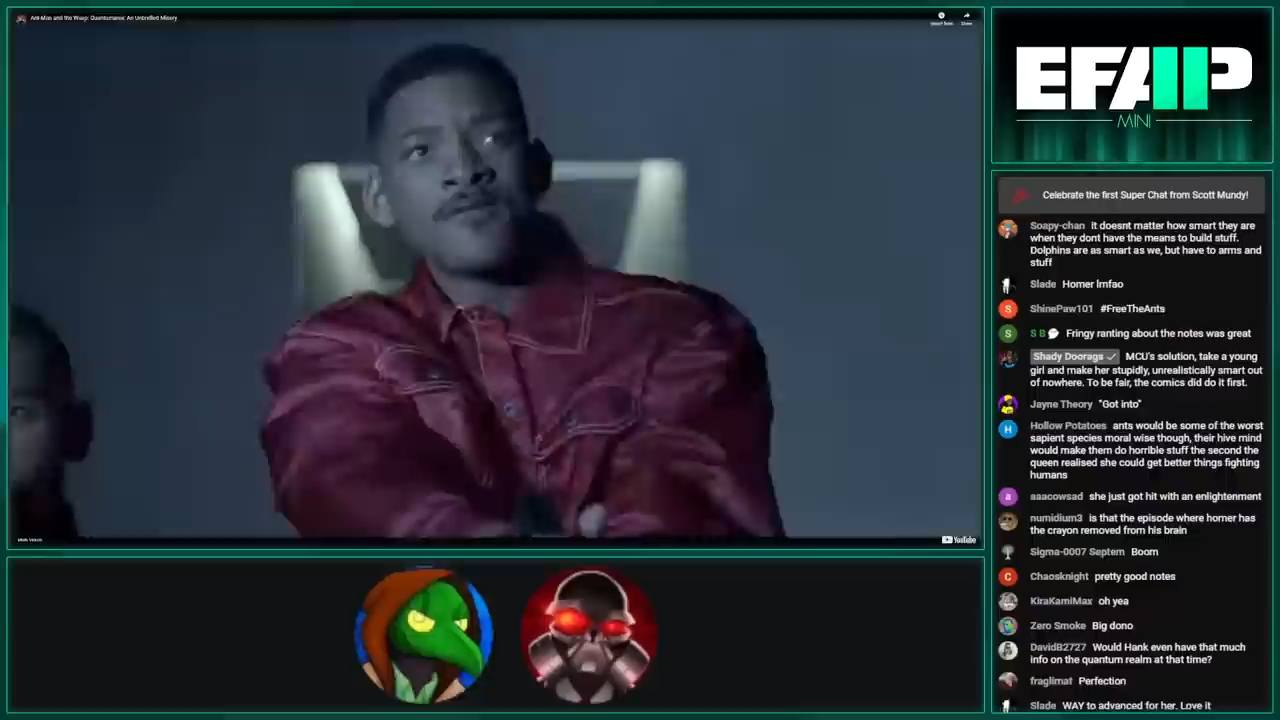 Ant-Man and the Wasp: Quantumania: An Unbridled Misery
Share
YouTube
EFAP
MINI
Celebrate the first Super Chat from Scott Mundy!
Soapy-chan It doesnt matter how smart they are
when they dont have the means to build stuff.
Dolphins are as smart as we, but have to arms and
stuff
Slade Homer lmfao
S
ShinePaw101 #FreeTheAnts
S
S B Fringy ranting about the notes was great
Shady Doorags MCU's solution, take a young
girl and make her stupidly, unrealistically smart out
of nowhere. To be fair, the comics did do it first.
Jayne Theory "Got into"
H
Hollow Potatoes ants would be some of the worst
sapient species moral wise though, their hive mind
would make them do horrible stuff the second the
queen realised she could get better things fighting
humans
a
aaacowsad she just got hit with an enlightenment
numidium3 is that the episode where homer has
the crayon removed from his brain
Sigma-0007 Septem Boom
C
Chaosknight pretty good notes
KiraKamiMax oh yea
Zero Smoke Big dono
DavidB2727 Would Hank even have that much
info on the quantum realm at that time?
fraglimat Perfection
Slade WAY to advanced for her. Love it